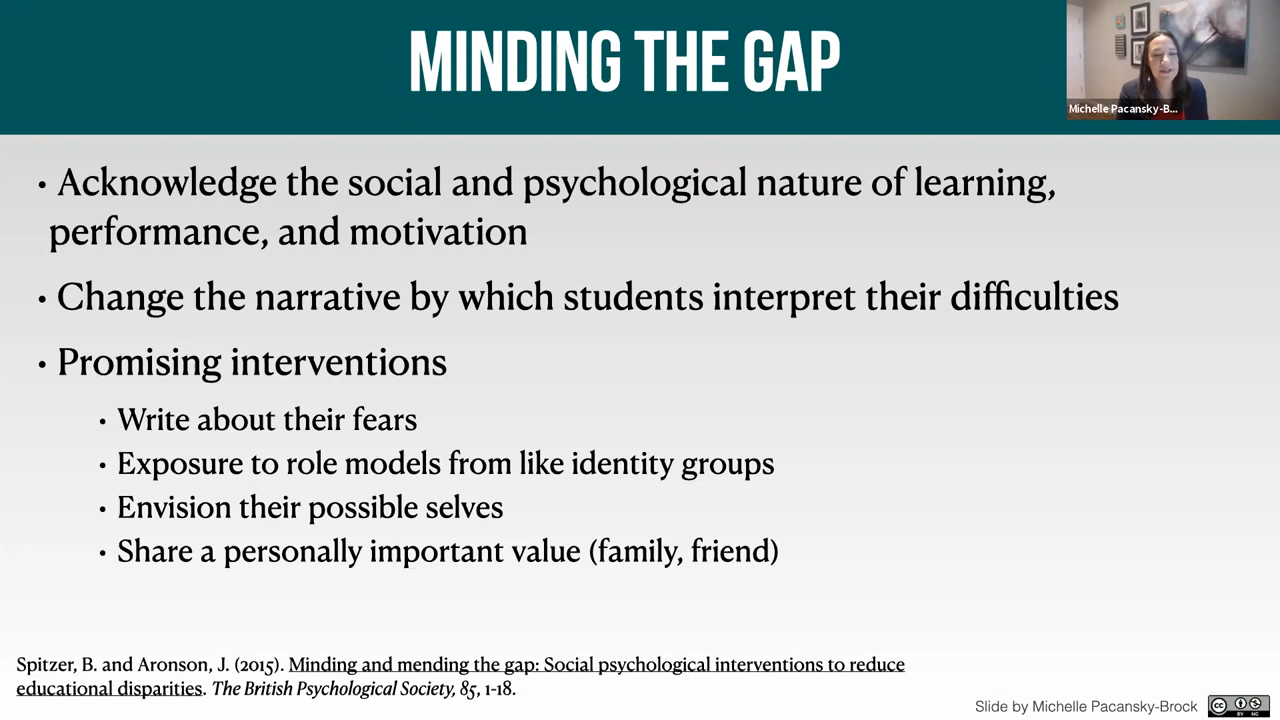 MINDING THE GAP
Michelle Pacansky-B...
• Acknowledge the social and psychological nature of learning,
performance, and motivation
• Change the narrative by which students interpret their difficulties
• Promising interventions
• Write about their fears
• Exposure to role models from like identity groups
• Envision their possible selves
• Share a personally important value (family, friend)
Spitzer, B. and Aronson, J. (2015). Minding and mending the gap: Social psychological interventions to reduce
educational disparities. The British Psychological Society, 85, 1-18.
Slide by Michelle Pacansky-Brock
CC BY NC